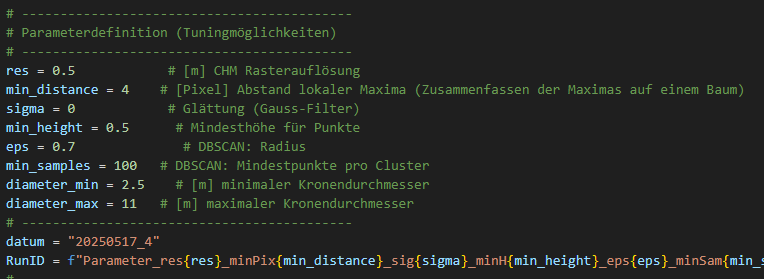 # ----------------------------------------
# Parameterdefinition (Tuningmöglichkeiten)
# ----------------------------------------
res = 0.5 # [m] CHM Rasterauflösung
min_distance = 4 # [Pixel] Abstand lokaler Maxima (Zusammenfassen der Maximas auf einem Baum)
sigma = 0 # Glättung (Gauss-Filter)
min_height = 0.5 # Mindesthöhe für Punkte
eps = 0.7 # DBSCAN: Radius
min_samples = 100 # DBSCAN: Mindestpunkte pro Cluster
diameter_min = 2.5 # [m] minimaler Kronendurchmesser
diameter_max = 11 # [m] maximaler Kronendurchmesser
# ----------------------------------------
datum = "20250517_4"
RunID = f"Parameter_res{res}_minPix{min_distance}_sig{sigma}_minH{min_height}_eps{eps}_minSam{min_s